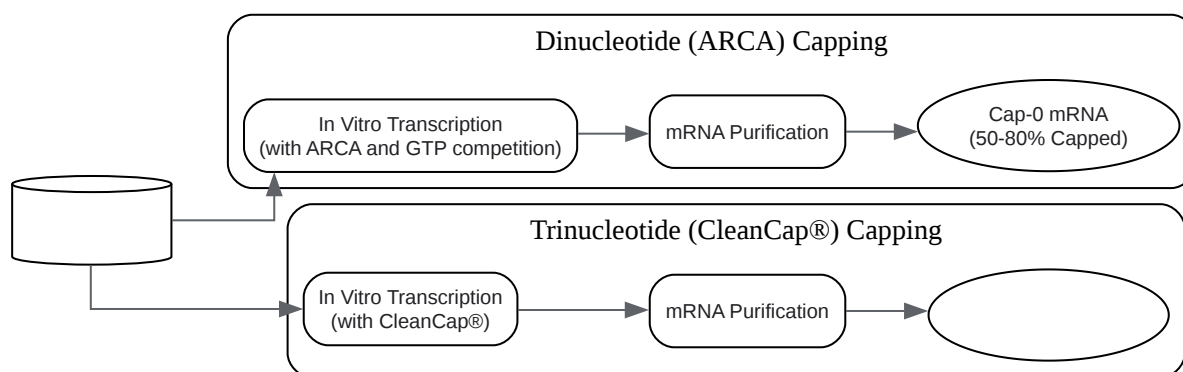 Dinucleotide (ARCA) Capping
In Vitro Transcription
(with ARCA and GTP competition)
mRNA Purification
Cap-0 mRNA
(50-80% Capped)
Trinucleotide (CleanCap®) Capping
In Vitro Transcription
(with CleanCap®)
mRNA Purification